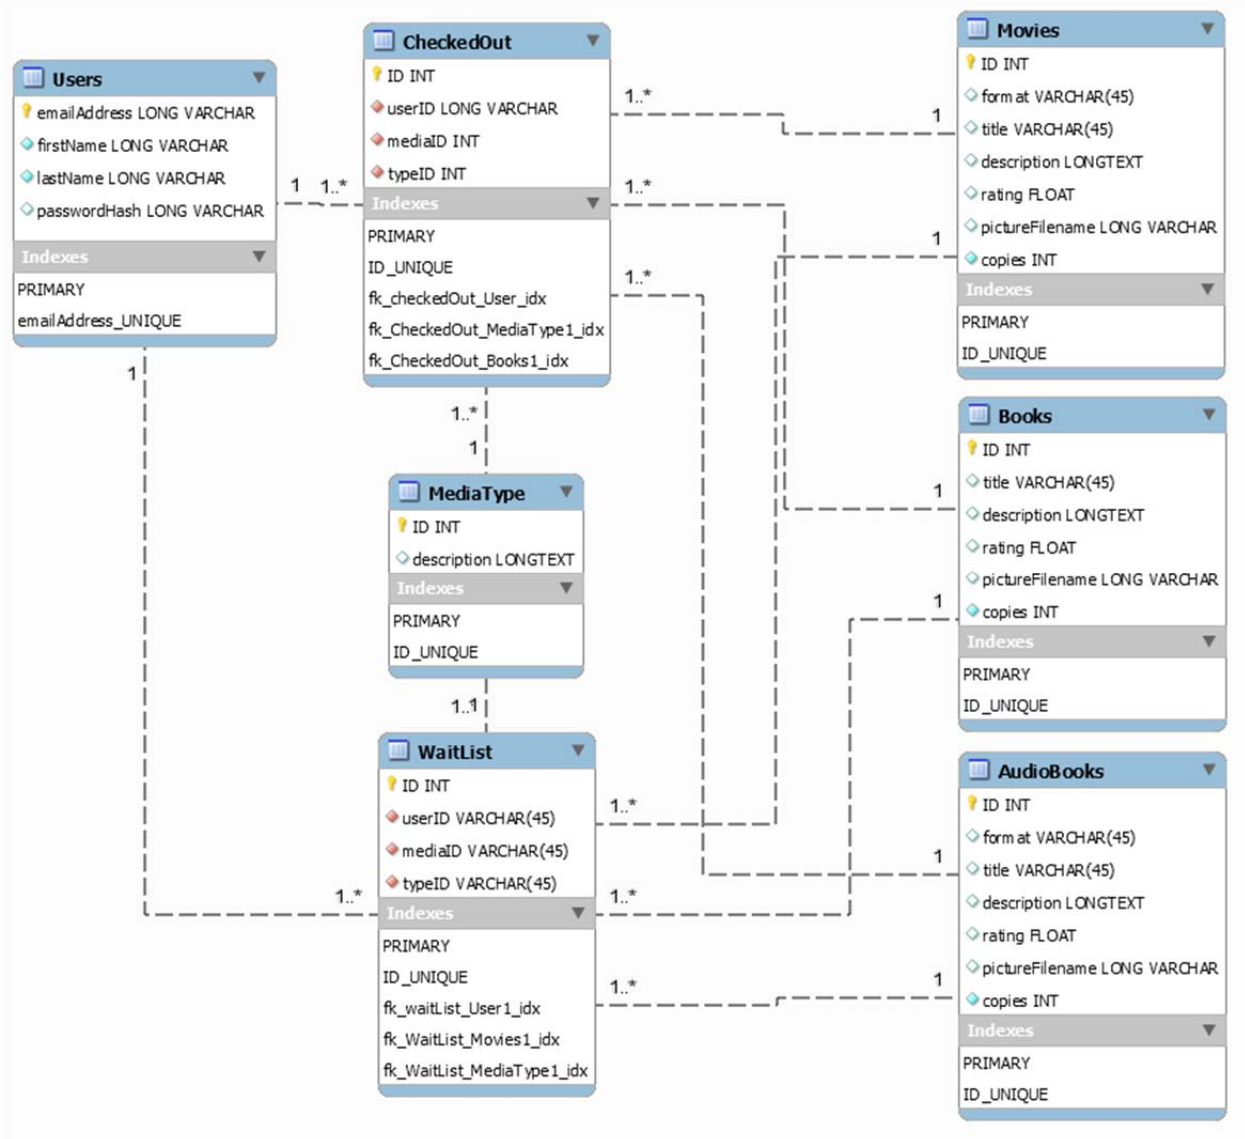 Users
emailAddress LONG VARCHAR
firstName LONG VARCHAR
lastName LONG VARCHAR
passwordHash LONG VARCHAR
Indexes
PRIMARY
emailAddress_UNIQUE
1
1..*
1
1..*
CheckedOut
ID INT
userID LONG VARCHAR
mediaID INT
typeID INT
Indexes
PRIMARY
ID_UNIQUE
fk_checkedOut_User_idx
fk_CheckedOut_MediaType1_idx
fk_CheckedOut_Books1_idx
1..*
1..*
1..*
1..*
1
MediaType
ID INT
description LONGTEXT
Indexes
PRIMARY
ID_UNIQUE
1..*
1
WaitList
ID INT
userID VARCHAR(45)
mediaID VARCHAR(45)
typeID VARCHAR(45)
Indexes
PRIMARY
ID_UNIQUE
fk_waitList_User1_idx
fk_WaitList_Movies1_idx
fk_WaitList_MediaType1_idx
1..*
1..*
1..*
1
1
Movies
ID INT
format VARCHAR(45)
title VARCHAR(45)
description LONGTEXT
rating FLOAT
pictureFilename LONG VARCHAR
copies INT
Indexes
PRIMARY
ID_UNIQUE
1
1
Books
ID INT
title VARCHAR(45)
description LONGTEXT
rating FLOAT
pictureFilename LONG VARCHAR
copies INT
Indexes
PRIMARY
ID_UNIQUE
1
1
AudioBooks
ID INT
format VARCHAR(45)
title VARCHAR(45)
description LONGTEXT
rating FLOAT
pictureFilename LONG VARCHAR
copies INT
Indexes
PRIMARY
ID_UNIQUE